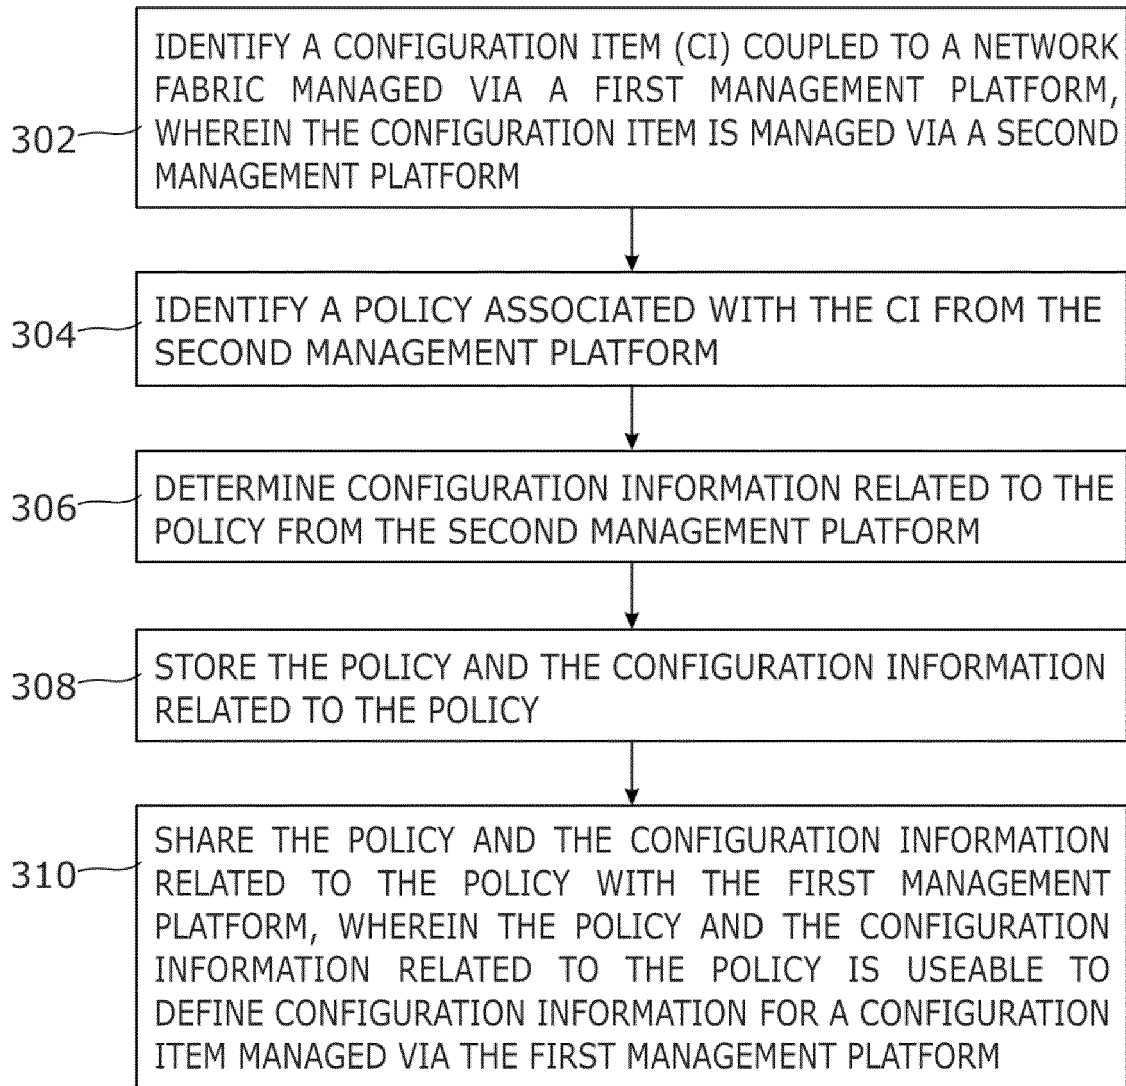 IDENTIFY A CONFIGURATION ITEM (CI) COUPLED TO A NETWORK
FABRIC MANAGED VIA A FIRST MANAGEMENT PLATFORM,
302
WHEREIN THE CONFIGURATION ITEM IS MANAGED VIA A SECOND
MANAGEMENT PLATFORM
IDENTIFY A POLICY ASSOCIATED WITH THE CI FROM THE
304
SECOND MANAGEMENT PLATFORM
DETERMINE CONFIGURATION INFORMATION RELATED TO THE
306
POLICY FROM THE SECOND MANAGEMENT PLATFORM
STORE THE POLICY AND THE CONFIGURATION INFORMATION
308
RELATED TO THE POLICY
SHARE THE POLICY AND THE CONFIGURATION INFORMATION
310
RELATED TO THE POLICY WITH THE FIRST MANAGEMENT
PLATFORM, WHEREIN THE POLICY AND THE CONFIGURATION
INFORMATION RELATED TO THE POLICY IS USEABLE TO
DEFINE CONFIGURATION INFORMATION FOR A CONFIGURATION
ITEM MANAGED VIA THE FIRST MANAGEMENT PLATFORM